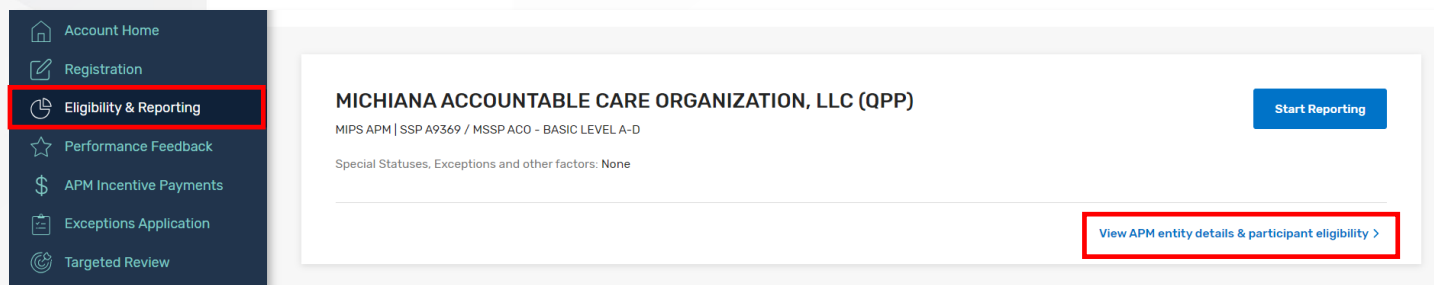 Account Home
Registration
Eligibility & Reporting
Performance Feedback
APM Incentive Payments
Exceptions Application
Targeted Review
MICHIANA ACCOUNTABLE CARE ORGANIZATION, LLC (QPP)
Start Reporting
MIPS APM | SSP A9369 / MSSP ACO - BASIC LEVEL A-D
Special Statuses, Exceptions and other factors: None
View APM entity details & participant eligibility >